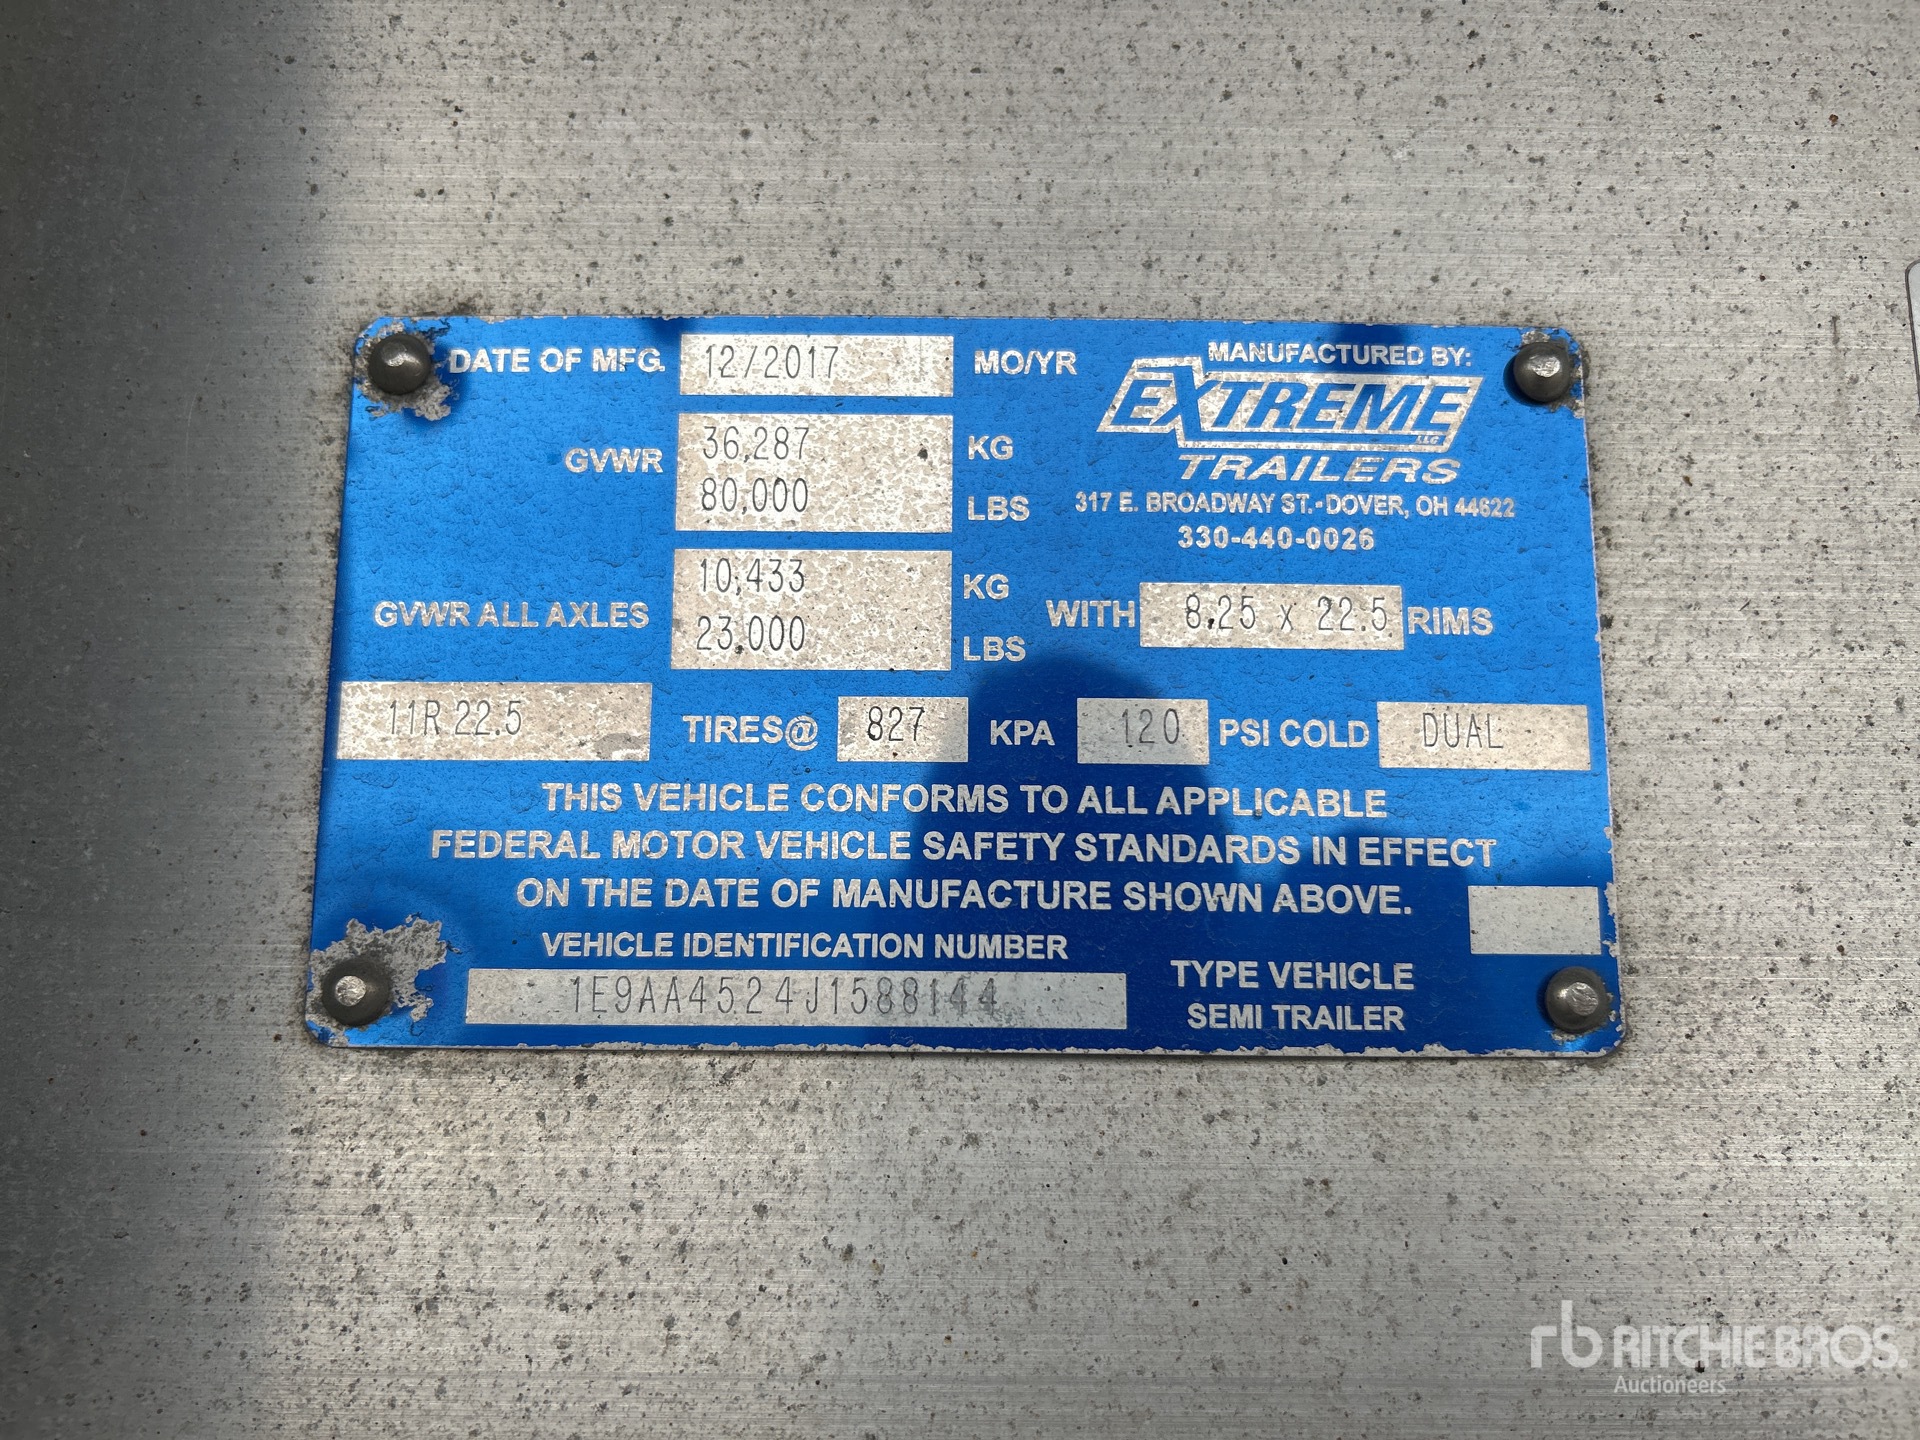 DATE OF MFG. 12/2017 MO/YR
GVWR 36,287 KG
80,000 LBS
GVWR ALL AXLES 10,433 KG
23,000 LBS
MANUFACTURED BY:
EXTREME LLC
TRAILERS
317 E. BROADWAY ST.-DOVER, OH 44622
330-440-0026
WITH 8.25 x 22.5 RIMS
11R 22.5 TIRES@ 827 KPA 120 PSI COLD DUAL
THIS VEHICLE CONFORMS TO ALL APPLICABLE
FEDERAL MOTOR VEHICLE SAFETY STANDARDS IN EFFECT
ON THE DATE OF MANUFACTURE SHOWN ABOVE.
VEHICLE IDENTIFICATION NUMBER
1E9AA4524J1588144
TYPE VEHICLE
SEMI TRAILER
rb RITCHIE BROS.
Auctioneers